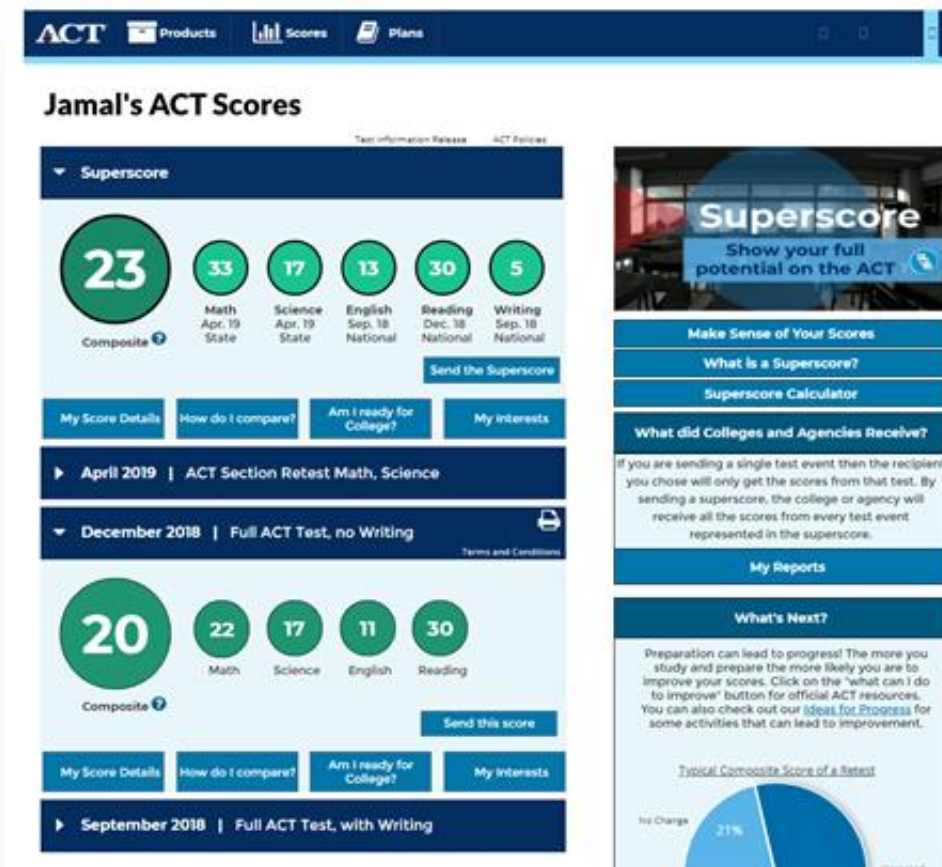 ACT Products Scores Plans
Jamal's ACT Scores
Test Information Release ACT Policies
Superscore
23 33 17 13 30 5
Composite
Math Science English Reading Writing
Apr. 19 Apr. 19 Sep. 18 Dec. 18 Sep. 18
State State National National National
Send the Superscore
My Score Details How do I compare? Am I ready for College? My Interests
April 2019 | ACT Section Retest Math, Science
December 2018 | Full ACT Test, no Writing
Terms and Conditions
20 22 17 11 30
Math Science English Reading
Composite
Send this score
My Score Details How do I compare? Am I ready for College? My Interests
September 2018 | Full ACT Test, with Writing
Superscore
Show your full
potential on the ACT
Make Sense of Your Scores
What is a Superscore?
Superscore Calculator
What did Colleges and Agencies Receive?
If you are sending a single test event then the recipient
you chose will only get the scores from that test. By
sending a superscore, the college or agency will
receive all the scores from every test event
represented in the superscore.
My Reports
What's Next?
Preparation can lead to progress! The more you
study and prepare the more likely you are to
improve your scores. Click on the "what can I do
to improve" button for official ACT resources.
You can also check out our Ideas for Progress for
some activities that can lead to improvement.
Typical Composite Score of a Retest
No Change
21%